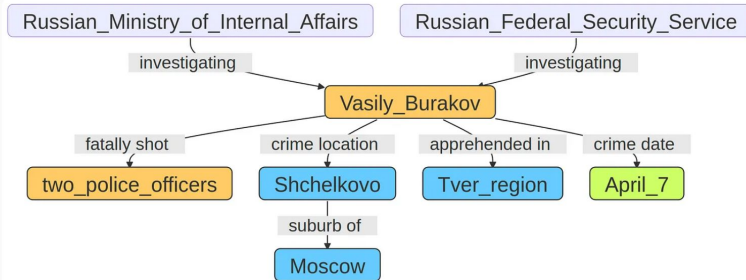 Russian_Ministry_of_Internal_Affairs
Russian_Federal_Security_Service
investigating
investigating
Vasily_Burakov
fatally shot
crime location
apprehended in
crime date
two_police_officers
Shchelkovo
Tver_region
April_7
suburb of
Moscow